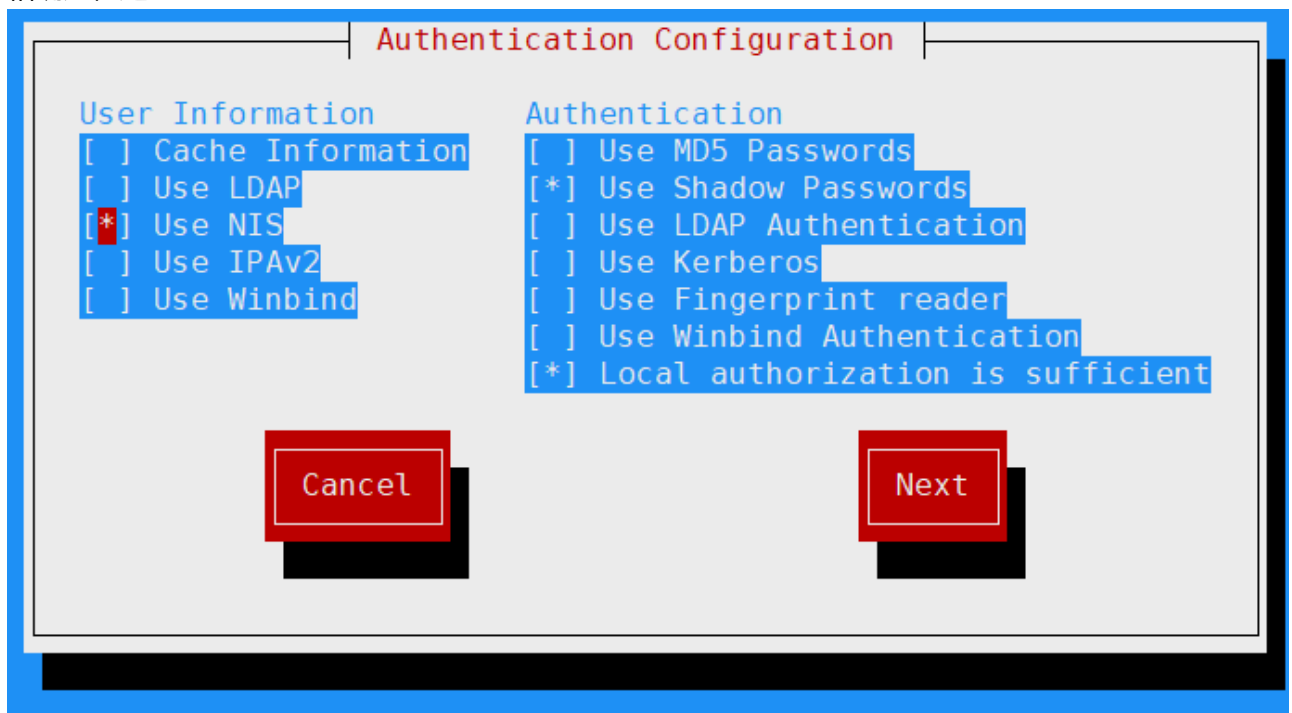 Authentication Configuration
User Information
[ ] Cache Information
[ ] Use LDAP
[*] Use NIS
[ ] Use IPAv2
[ ] Use Winbind
Authentication
[ ] Use MD5 Passwords
[*] Use Shadow Passwords
[ ] Use LDAP Authentication
[ ] Use Kerberos
[ ] Use Fingerprint reader
[ ] Use Winbind Authentication
[*] Local authorization is sufficient
Cancel
Next